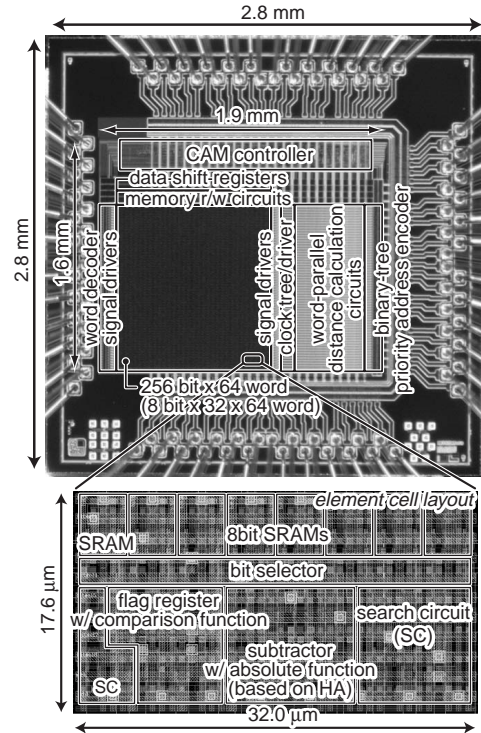 2.8 mm
1.9 mm
CAM controller
data shift registers
memory r/w circuits
2.8 mm
1.6 mm
word decoder
signal drivers
signal drivers
clock tree/driver
word-parallel
distance calculation
circuits
binary-tree
priority address encoder
256 bit x 64 word
(8 bit x 32 x 64 word)
element cell layout
SRAM
8bit SRAMs
bit selector
17.6 µm
flag register
w/ comparison function
search circuit
(SC)
subtractor
w/ absolute function
(based on HA)
SC
32.0 µm